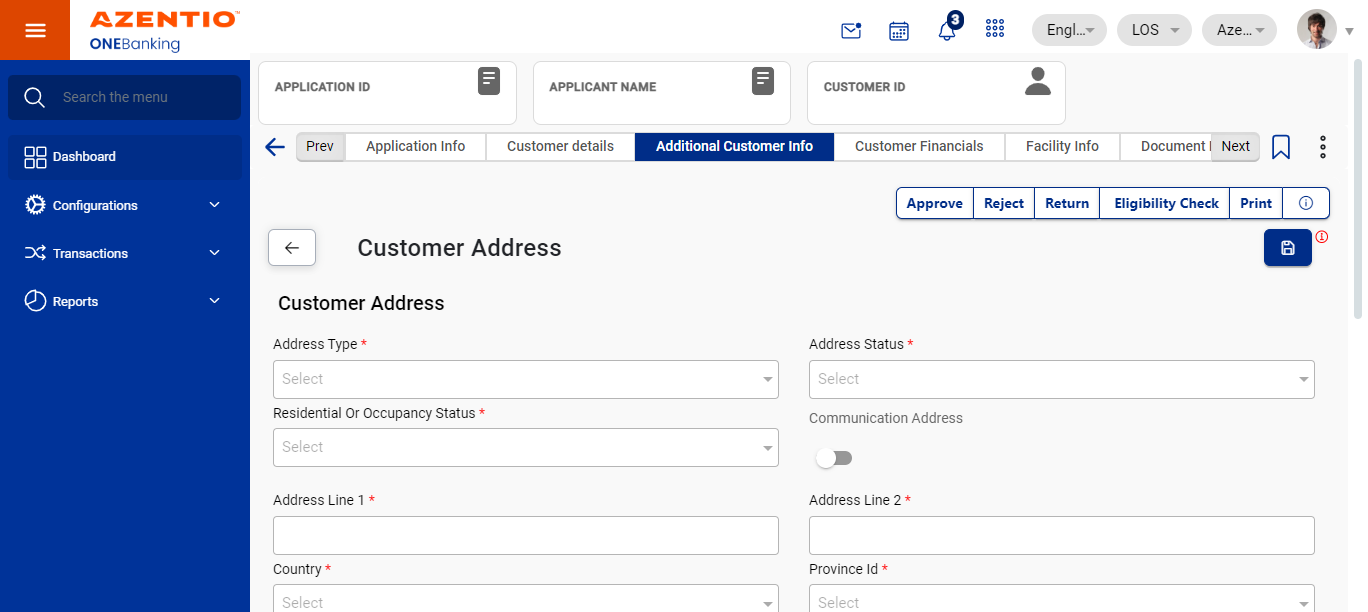 AZENTIO™
ONEBanking
3
Engl...
LOS
Aze...
Search the menu
Dashboard
Configurations
Transactions
Reports
APPLICATION ID
APPLICANT NAME
CUSTOMER ID
Prev
Application Info
Customer details
Additional Customer Info
Customer Financials
Facility Info
Document
Next
Approve
Reject
Return
Eligibility Check
Print
Customer Address
Customer Address
Address Type *
Address Status *
Select
Select
Residential Or Occupancy Status *
Communication Address
Select
Address Line 1 *
Address Line 2 *
Country *
Province Id *
Select
Select